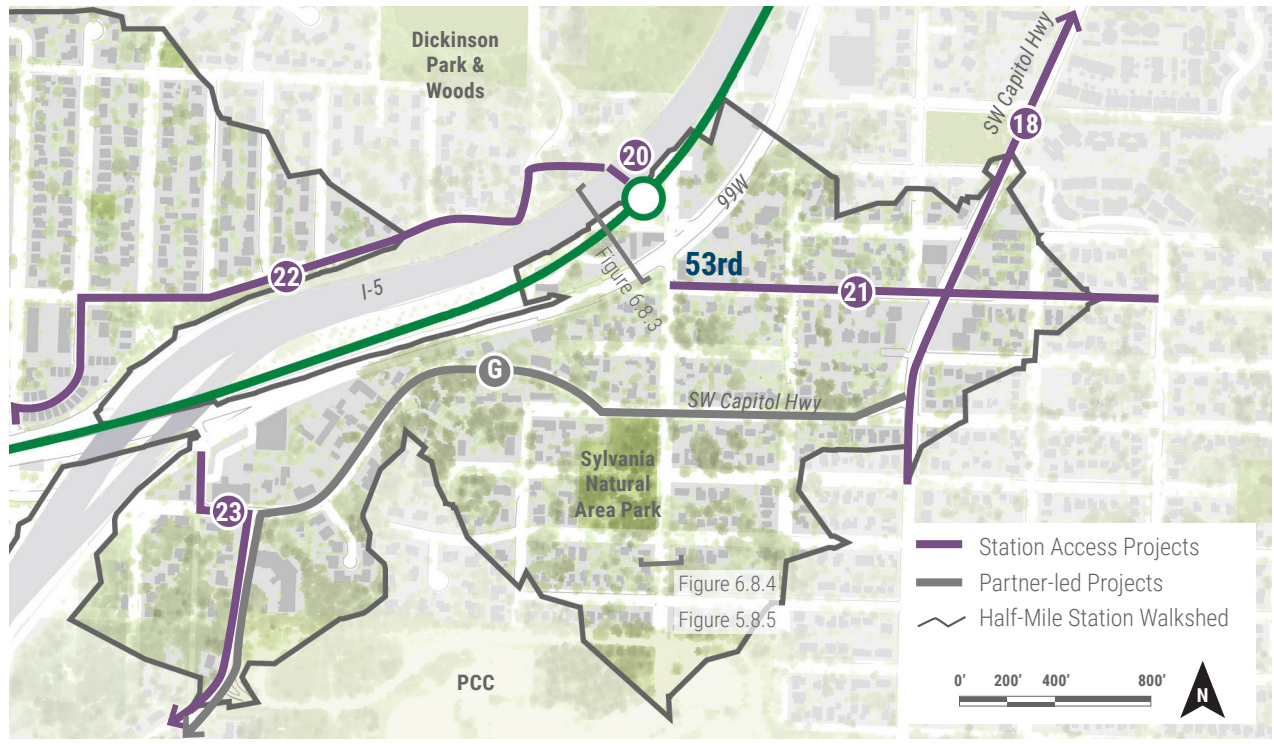 Dickinson
Park &
Woods
SW Capitol Hwy
18
20
99W
53rd
22
I-5
Figure 6.8.3
21
G
SW Capitol Hwy
Sylvania
Natural
Area Park
23
Figure 6.8.4
Figure 5.8.5
PCC
Station Access Projects
Partner-led Projects
Half-Mile Station Walkshed
0' 200' 400' 800'
N